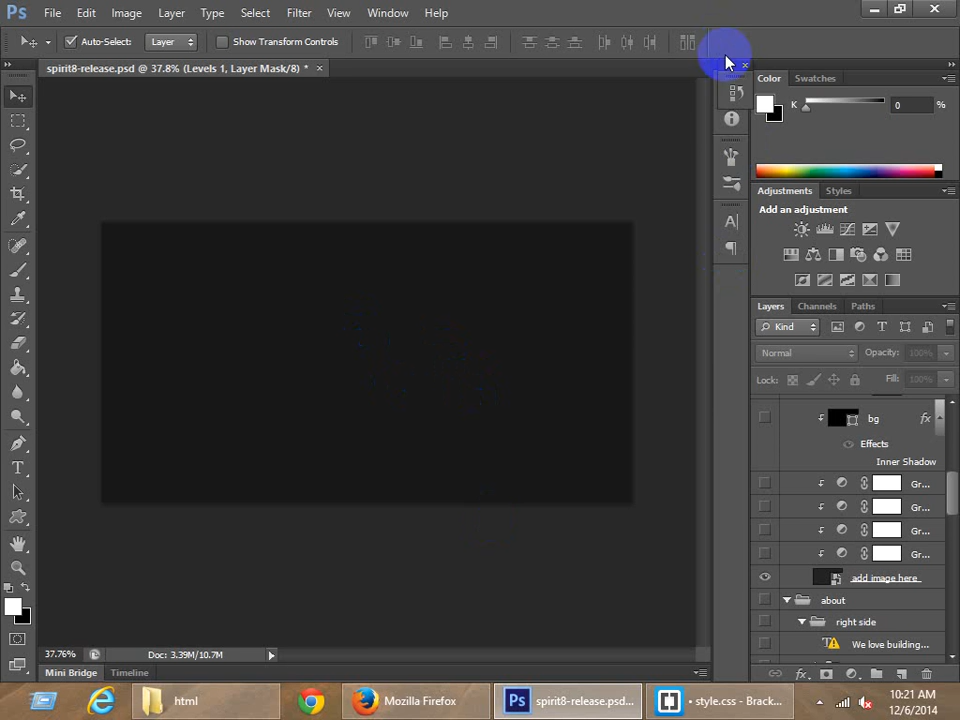 Ps File Edit Image Layer Type Select Filter View Window Help
Auto-Select: Layer Show Transform Controls
spirit8-release.psd @ 37.8% (Levels 1, Layer Mask/8) * ×
Color Swatches
K 0 %
Adjustments Styles
Add an adjustment
Layers Channels Paths
Kind T
Normal Opacity: 100%
Lock: Fill: 100%
bg fx
Effects
Inner Shadow
Gr...
Gr...
Gr...
Gr...
add image here
about
right side
We love building...
37.76% Doc: 3.39M/10.7M
Mini Bridge Timeline
html Mozilla Firefox Ps spirit8-release.psd... • style.css - Brack...
10:21 AM
12/6/2014